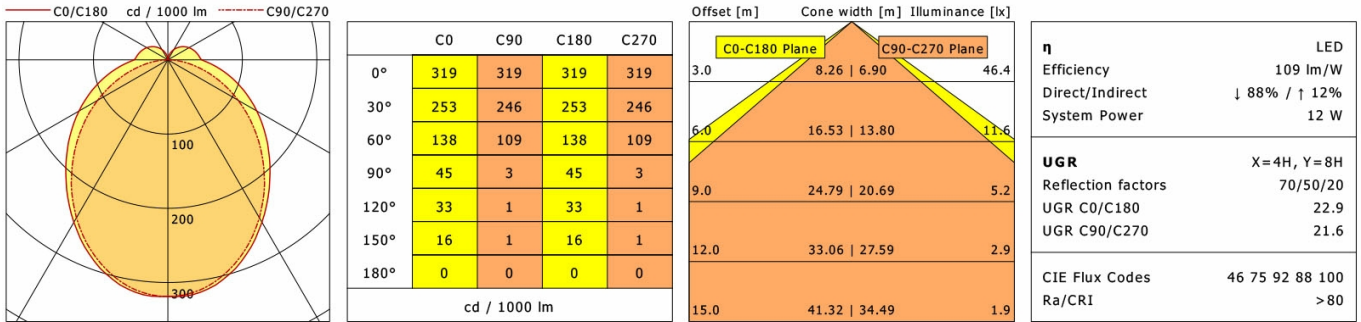 C0/C180 cd / 1000 lm C90/C270
100
200
300
C0 C90 C180 C270
0° 319 319 319 319
30° 253 246 253 246
60° 138 109 138 109
90° 45 3 45 3
120° 33 1 33 1
150° 16 1 16 1
180° 0 0 0 0
cd / 1000 lm
Offset [m] Cone width [m] Illuminance [lx]
C0-C180 Plane C90-C270 Plane
3.0 8.26 | 6.90 46.4
6.0 16.53 | 13.80 11.6
9.0 24.79 | 20.69 5.2
12.0 33.06 | 27.59 2.9
15.0 41.32 | 34.49 1.9
η LED
Efficiency 109 lm/W
Direct/Indirect ↓ 88% / ↑ 12%
System Power 12 W
UGR X=4H, Y=8H
Reflection factors 70/50/20
UGR C0/C180 22.9
UGR C90/C270 21.6
CIE Flux Codes 46 75 92 88 100
Ra/CRI >80